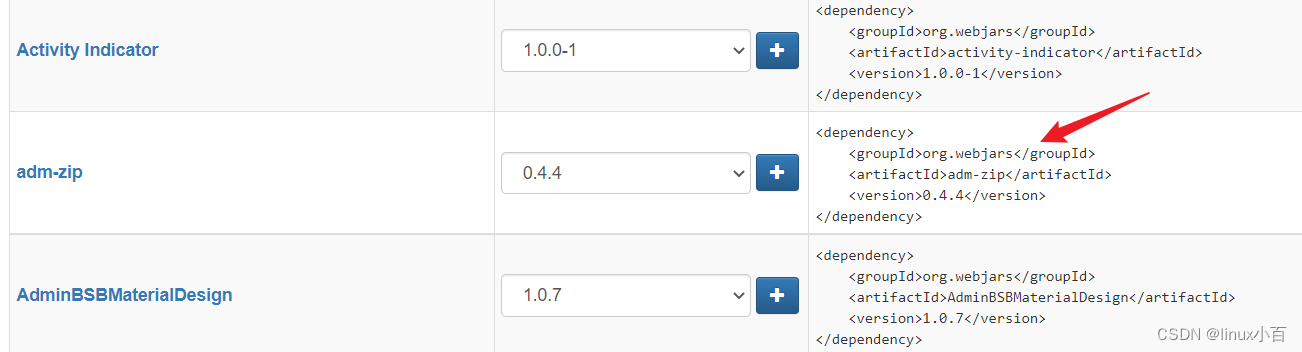 <dependency>
<groupId>org.webjars</groupId>
Activity Indicator
1.0.0-1
<artifactId>activity-indicator</artifactId>
<version>1.0.0-1</version>
</dependency>
<dependency>
<groupId>org.webjars</groupId>
adm-zip
0.4.4
<artifactId>adm-zip</artifactId>
<version>0.4.4</version>
</dependency>
<dependency>
<groupId>org.webjars</groupId>
AdminBSBMaterialDesign
1.0.7
<artifactId>AdminBSBMaterialDesign</artifactId>
<version>1.0.7</version>
</dependency>
CSDN @linux小百